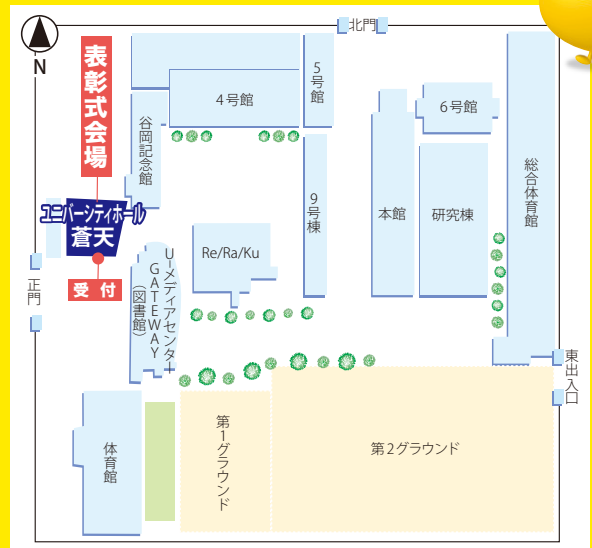 N
北門
表彰式会場
4号館
5号館
6号館
谷岡記念館
総合体育館
ユニバーシティホール
蒼天
9号棟
本館
研究棟
Re/Ra/Ku
受付
正門
U-メディアセンター
GATEWAY
(図書館)
東出入口
体育館
第1グラウンド
第2グラウンド